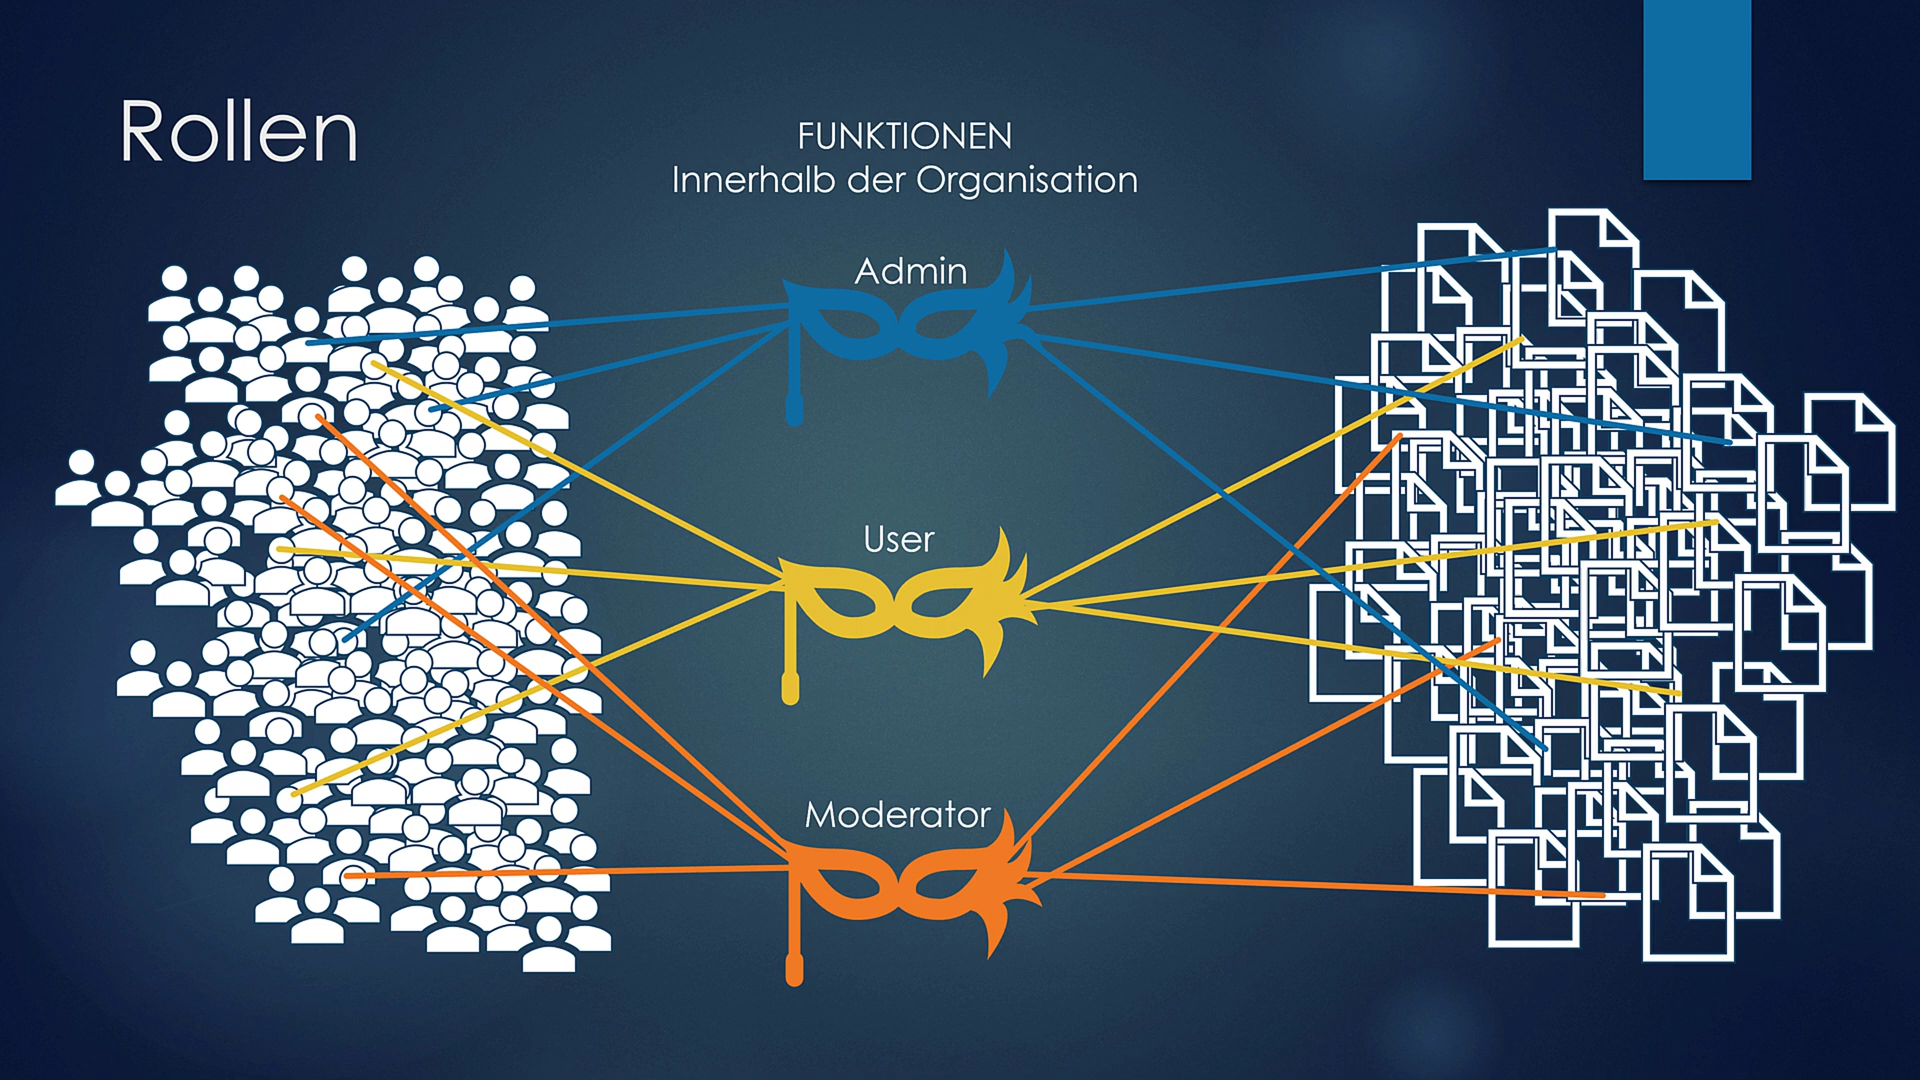 Rollen
FUNKTIONEN
Innerhalb der Organisation
Admin
User
Moderator